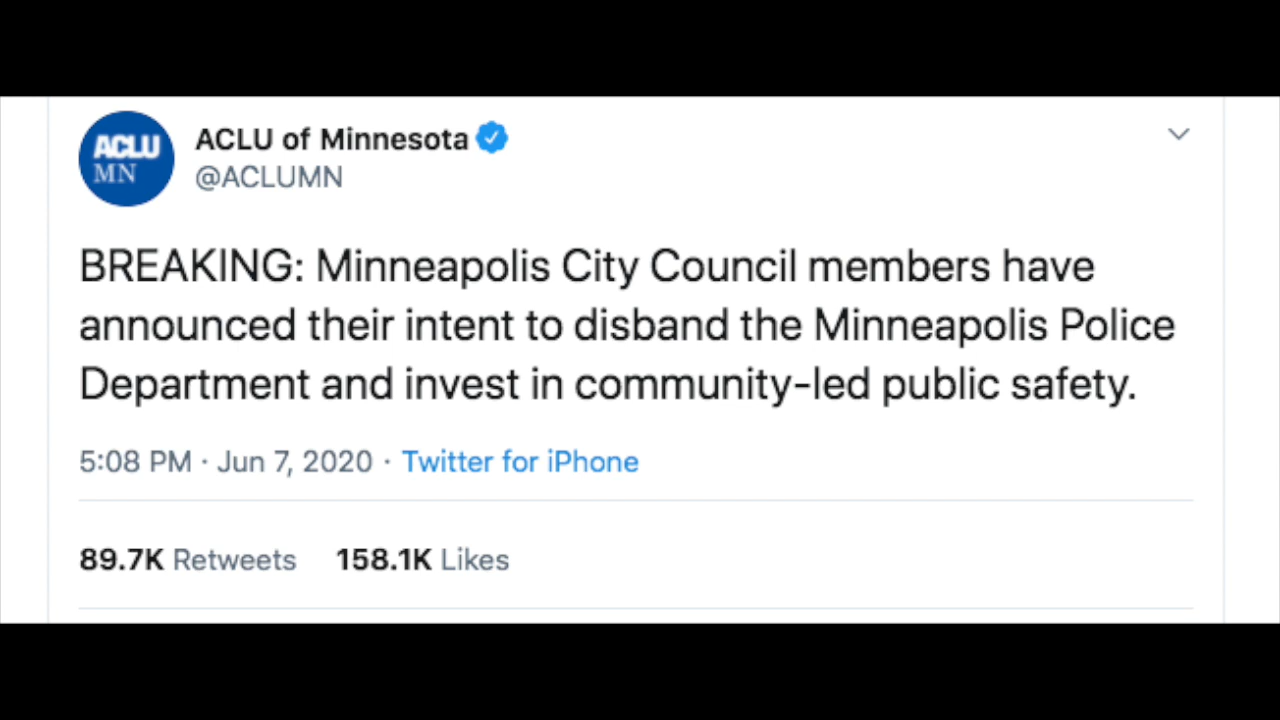 ACLU
MN
ACLU of Minnesota
@ACLUMN
BREAKING: Minneapolis City Council members have
announced their intent to disband the Minneapolis Police
Department and invest in community-led public safety.
5:08 PM · Jun 7, 2020 · Twitter for iPhone
89.7K Retweets 158.1K Likes